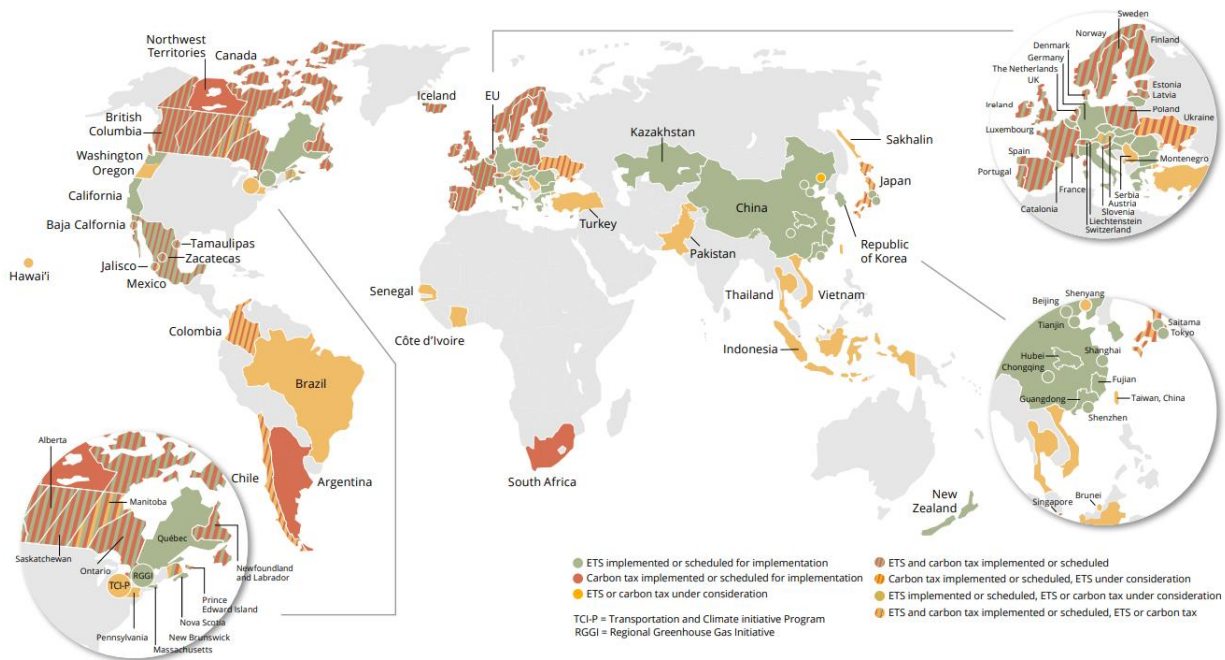 Northwest
Territories
Canada
British
Columbia
Washington
Oregon
California
Baja Calfornia
Tamaulipas
Zacatecas
Jalisco
Mexico
Hawai'i
Colombia
Brazil
Chile
Argentina
Iceland
EU
Kazakhstan
China
Turkey
Pakistan
Senegal
Côte d'Ivoire
South Africa
Thailand
Vietnam
Indonesia
Sakhalin
Japan
Republic
of Korea
New
Zealand
Sweden
Norway
Finland
Denmark
Germany
The Netherlands
UK
Estonia
Latvia
Ireland
Poland
Ukraine
Luxembourg
Spain
Portugal
Montenegro
France
Serbia
Catalonia
Austria
Slovenia
Liechtenstein
Switzerland
Shenyang
Beijing
Tianjin
Saitama
Tokyo
Hubei
Shanghai
Chongqing
Fujian
Guangdong
Taiwan, China
Shenzhen
Singapore
Brunei
Alberta
Manitoba
Québec
Saskatchewan
Ontario
Newfoundland
and Labrador
TCI-P
RGGI
Prince
Edward Island
Nova Scotia
Pennsylvania
New Brunswick
Massachusetts
ETS implemented or scheduled for implementation
Carbon tax implemented or scheduled for implementation
ETS or carbon tax under consideration
TCI-P = Transportation and Climate initiative Program
RGGI = Regional Greenhouse Gas Initiative
ETS and carbon tax implemented or scheduled
Carbon tax implemented or scheduled, ETS under consideration
ETS implemented or scheduled, ETS or carbon tax under consideration
ETS and carbon tax implemented or scheduled, ETS or carbon tax